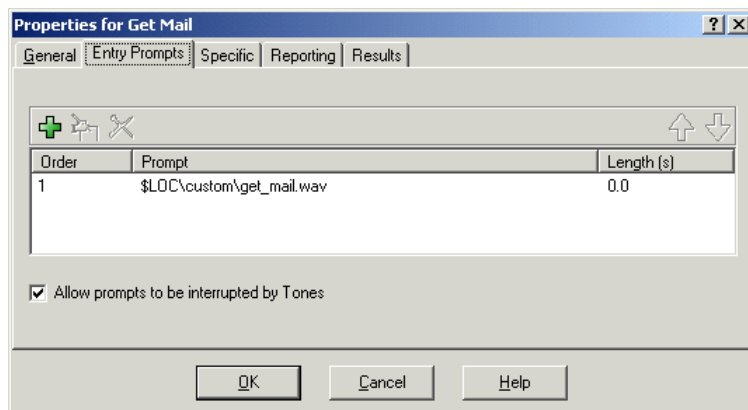 Properties for Get Mail
General Entry Prompts Specific Reporting Results
Order Prompt Length (s)
1 $LOC\custom\get_mail.wav 0.0
Allow prompts to be interrupted by Tones
OK Cancel Help